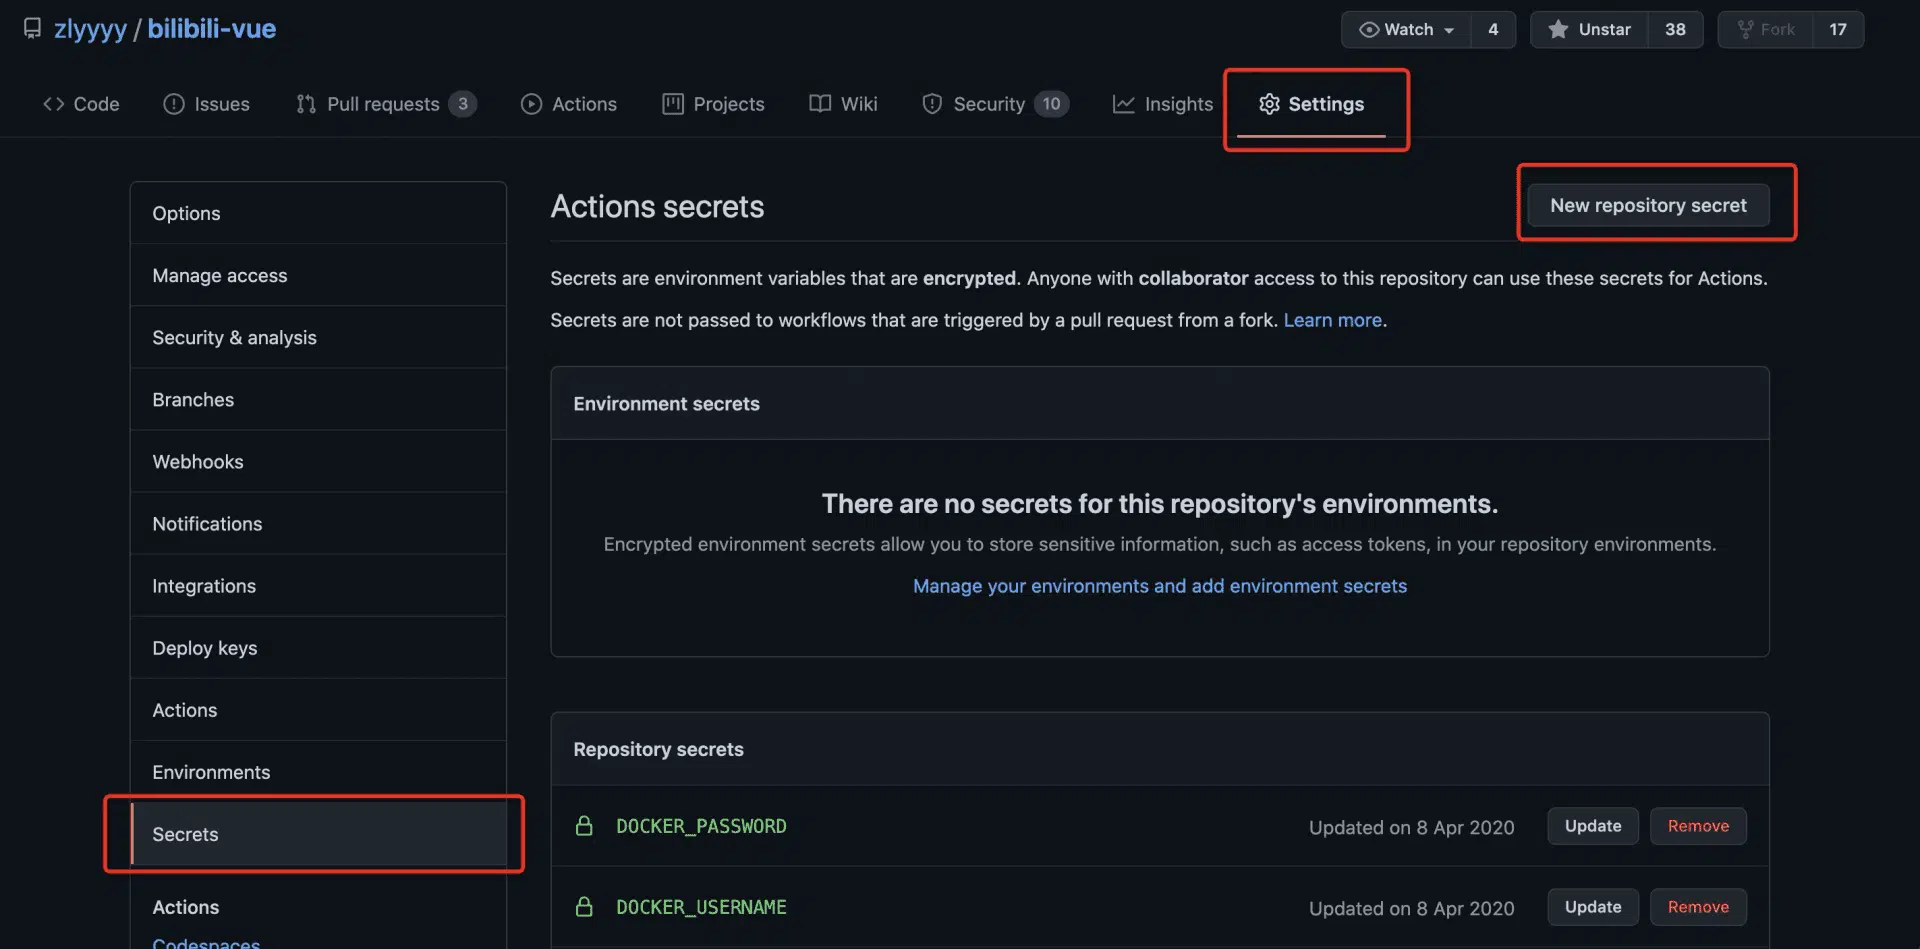 zlyyyy / bilibili-vue
Watch 4
Unstar 38
Fork 17
Code
Issues
Pull requests 3
Actions
Projects
Wiki
Security 10
Insights
Settings
Options
Manage access
Security & analysis
Branches
Webhooks
Notifications
Integrations
Deploy keys
Actions
Environments
Secrets
Actions
Codespaces
Actions secrets
New repository secret
Secrets are environment variables that are encrypted. Anyone with collaborator access to this repository can use these secrets for Actions.
Secrets are not passed to workflows that are triggered by a pull request from a fork. Learn more.
Environment secrets
There are no secrets for this repository's environments.
Encrypted environment secrets allow you to store sensitive information, such as access tokens, in your repository environments.
Manage your environments and add environment secrets
Repository secrets
DOCKER_PASSWORD Updated on 8 Apr 2020 Update Remove
DOCKER_USERNAME Updated on 8 Apr 2020 Update Remove